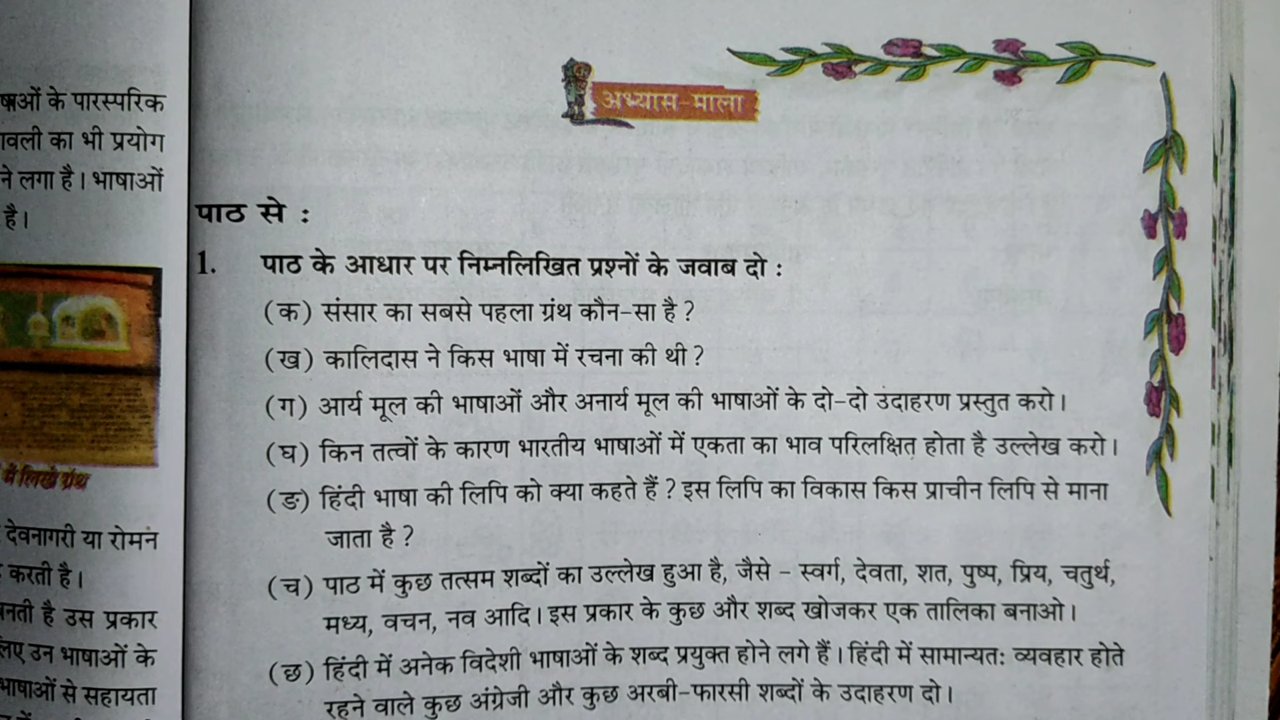 षाओं के पारस्परिक
वली का भी प्रयोग
ने लगा है। भाषाओं
है।
में लिखे ग्रंथ
देवनागरी या रोमन
करती है।
नती है उस प्रकार
लिए उन भाषाओं के
भाषाओं से सहायता
अभ्यास-माला
पाठ से :
1. पाठ के आधार पर निम्नलिखित प्रश्नों के जवाब दो :
(क) संसार का सबसे पहला ग्रंथ कौन-सा है ?
(ख) कालिदास ने किस भाषा में रचना की थी ?
(ग) आर्य मूल की भाषाओं और अनार्य मूल की भाषाओं के दो-दो उदाहरण प्रस्तुत करो।
(घ) किन तत्वों के कारण भारतीय भाषाओं में एकता का भाव परिलक्षित होता है उल्लेख करो।
(ङ) हिंदी भाषा की लिपि को क्या कहते हैं ? इस लिपि का विकास किस प्राचीन लिपि से माना
जाता है ?
(च) पाठ में कुछ तत्सम शब्दों का उल्लेख हुआ है, जैसे - स्वर्ग, देवता, शत, पुष्प, प्रिय, चतुर्थ,
मध्य, वचन, नव आदि। इस प्रकार के कुछ और शब्द खोजकर एक तालिका बनाओ।
(छ) हिंदी में अनेक विदेशी भाषाओं के शब्द प्रयुक्त होने लगे हैं। हिंदी में सामान्यत: व्यवहार होते
रहने वाले कुछ अंग्रेजी और कुछ अरबी-फारसी शब्दों के उदाहरण दो।